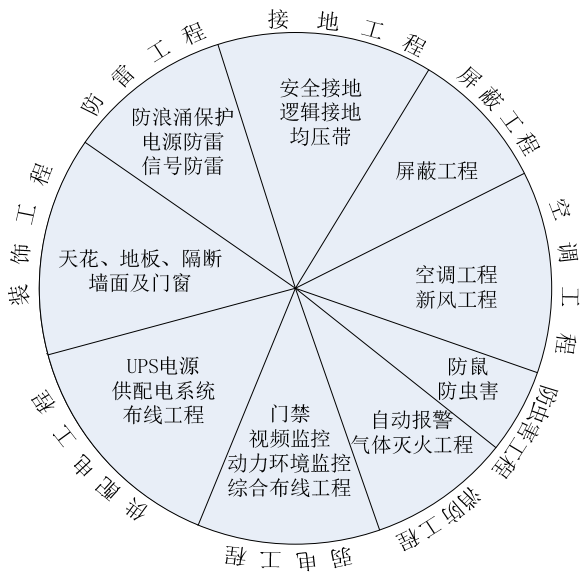 接地工程
安全接地
逻辑接地
均压带
屏蔽工程
屏蔽工程
空调工程
空调工程
新风工程
防虫害工程
防鼠
防虫害
消防工程
自动报警
气体灭火工程
弱电工程
门禁
视频监控
动力环境监控
综合布线工程
供配电工程
UPS电源
供配电系统
布线工程
装饰工程
天花、地板、隔断
墙面及门窗
防雷工程
防浪涌保护
电源防雷
信号防雷